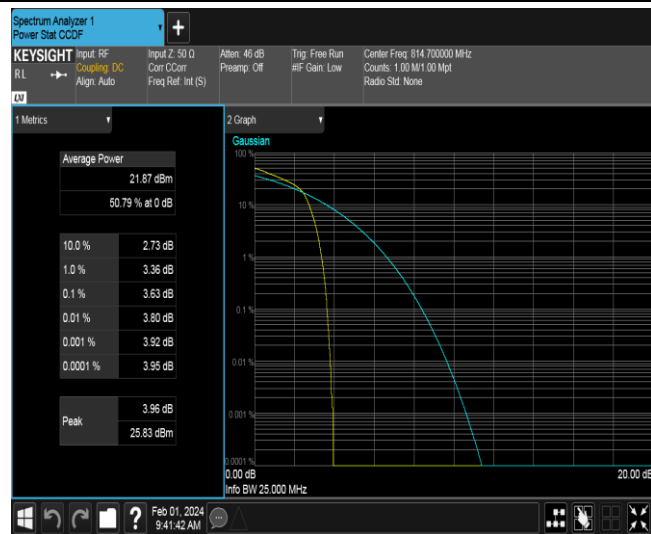 Spectrum Analyzer 1
Power Stat CCDF
+
KEYSIGHT
RL
LXI
Input: RF
Coupling: DC
Align: Auto
Input Z: 50 Ω
Corr CCorr
Freq Ref: Int (S)
Atten: 46 dB
Preamp: Off
Trig: Free Run
#IF Gain: Low
Center Freq: 814.700000 MHz
Counts: 1.00 M/1.00 Mpt
Radio Std: None
1 Metrics
Average Power
21.87 dBm
50.79 % at 0 dB
10.0 % 2.73 dB
1.0 % 3.36 dB
0.1 % 3.63 dB
0.01 % 3.80 dB
0.001 % 3.92 dB
0.0001 % 3.95 dB
Peak
3.96 dB
25.83 dBm
2 Graph
Gaussian
100 %
10 %
1 %
0.1 %
0.01 %
0.001 %
0.0001 %
0.00 dB
20.00 dB
Info BW 25.000 MHz
?
Feb 01, 2024
9:41:42 AM